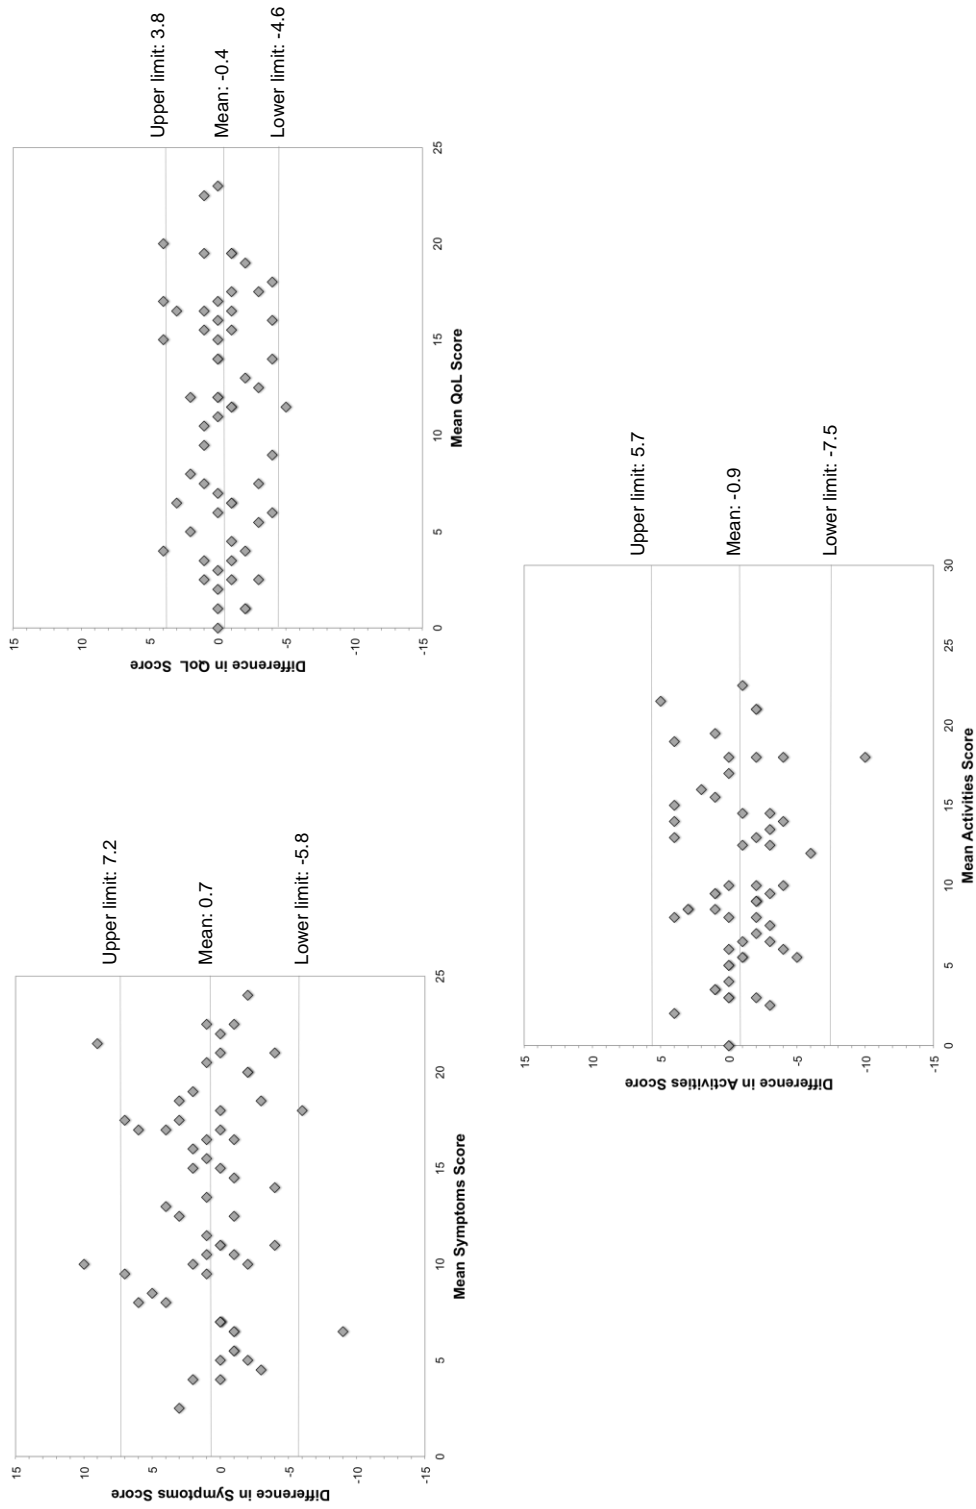 15
10
5
0
-5
-10
-15
Difference in Symptoms Score
0
5
10
15
20
25
Mean Symptoms Score
Upper limit: 7.2
Mean: 0.7
Lower limit: -5.8
15
10
5
0
-5
-10
-15
Difference in QoL Score
0
5
10
15
20
25
Mean QoL Score
Upper limit: 3.8
Mean: -0.4
Lower limit: -4.6
15
10
5
0
-5
-10
-15
Difference in Activities Score
0
5
10
15
20
25
30
Mean Activities Score
Upper limit: 5.7
Mean: -0.9
Lower limit: -7.5